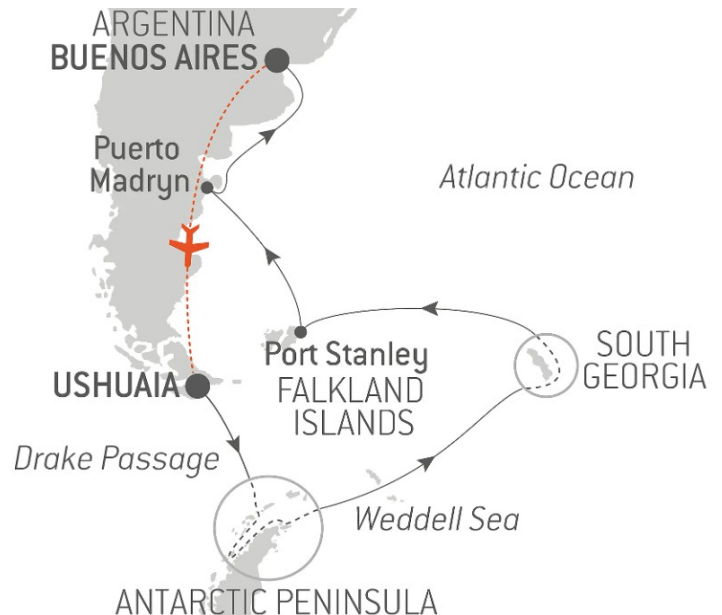 ARGENTINA
BUENOS AIRES
Puerto
Madryn
Atlantic Ocean
Port Stanley
FALKLAND
ISLANDS
SOUTH
GEORGIA
USHUAIA
Drake Passage
Weddell Sea
ANTARCTIC PENINSULA